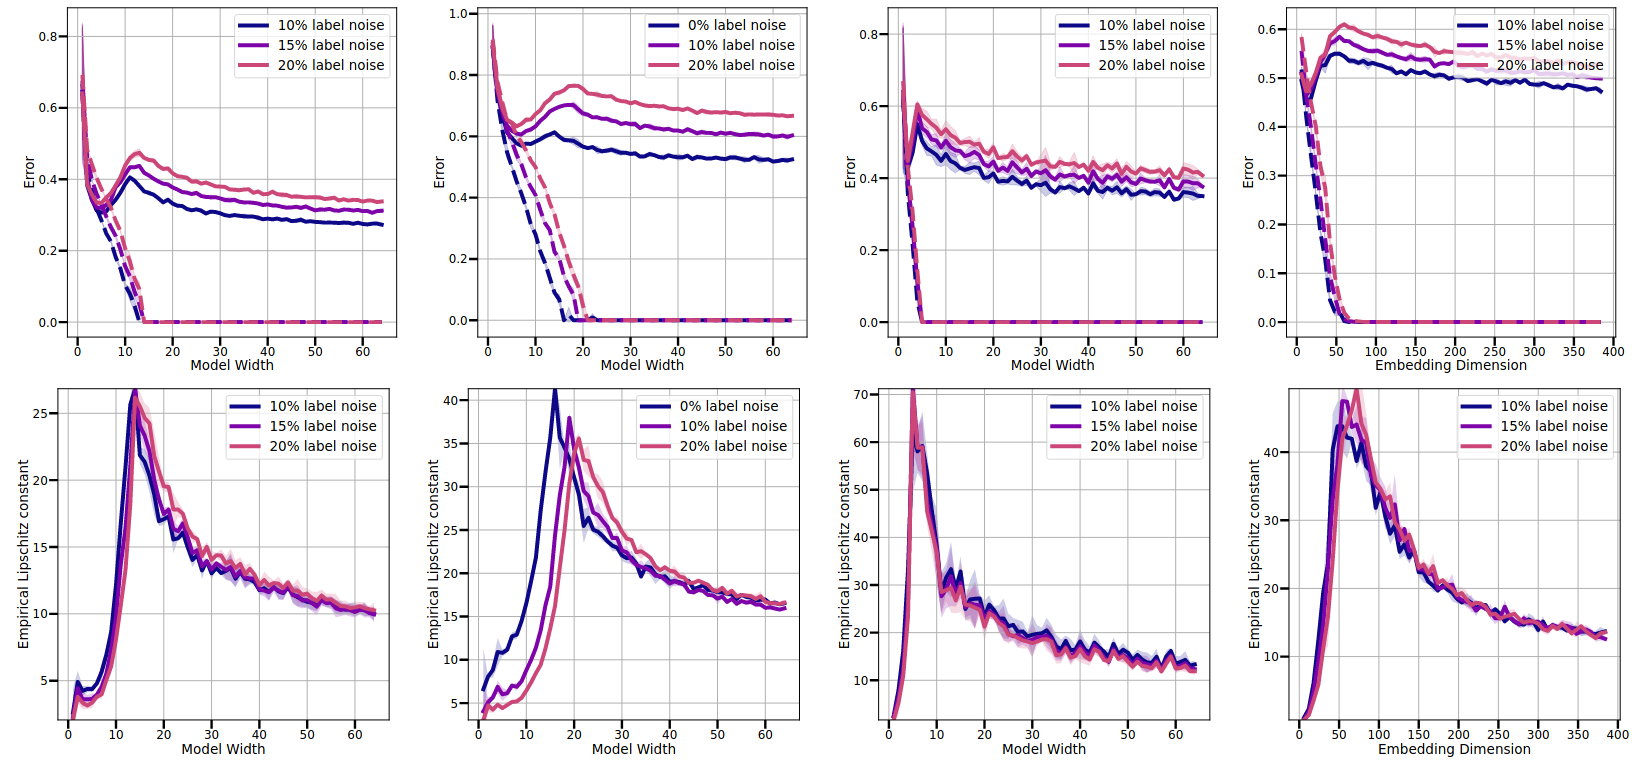 Error
0.8
0.6
0.4
0.2
0.0
10% label noise
15% label noise
20% label noise
0 10 20 30 40 50 60
Model Width
Error
1.0
0.8
0.6
0.4
0.2
0.0
0% label noise
10% label noise
20% label noise
0 10 20 30 40 50 60
Model Width
Error
0.8
0.6
0.4
0.2
0.0
10% label noise
15% label noise
20% label noise
0 10 20 30 40 50 60
Model Width
Error
0.6
0.5
0.4
0.3
0.2
0.1
0.0
10% label noise
15% label noise
20% label noise
0 50 100 150 200 250 300 350 400
Embedding Dimension
Empirical Lipschitz constant
25
20
15
10
5
10% label noise
15% label noise
20% label noise
0 10 20 30 40 50 60
Model Width
Empirical Lipschitz constant
40
35
30
25
20
15
10
5
0% label noise
10% label noise
20% label noise
0 10 20 30 40 50 60
Model Width
Empirical Lipschitz constant
70
60
50
40
30
20
10
10% label noise
15% label noise
20% label noise
0 10 20 30 40 50 60
Model Width
Empirical Lipschitz constant
40
30
20
10
10% label noise
15% label noise
20% label noise
0 50 100 150 200 250 300 350 400
Embedding Dimension